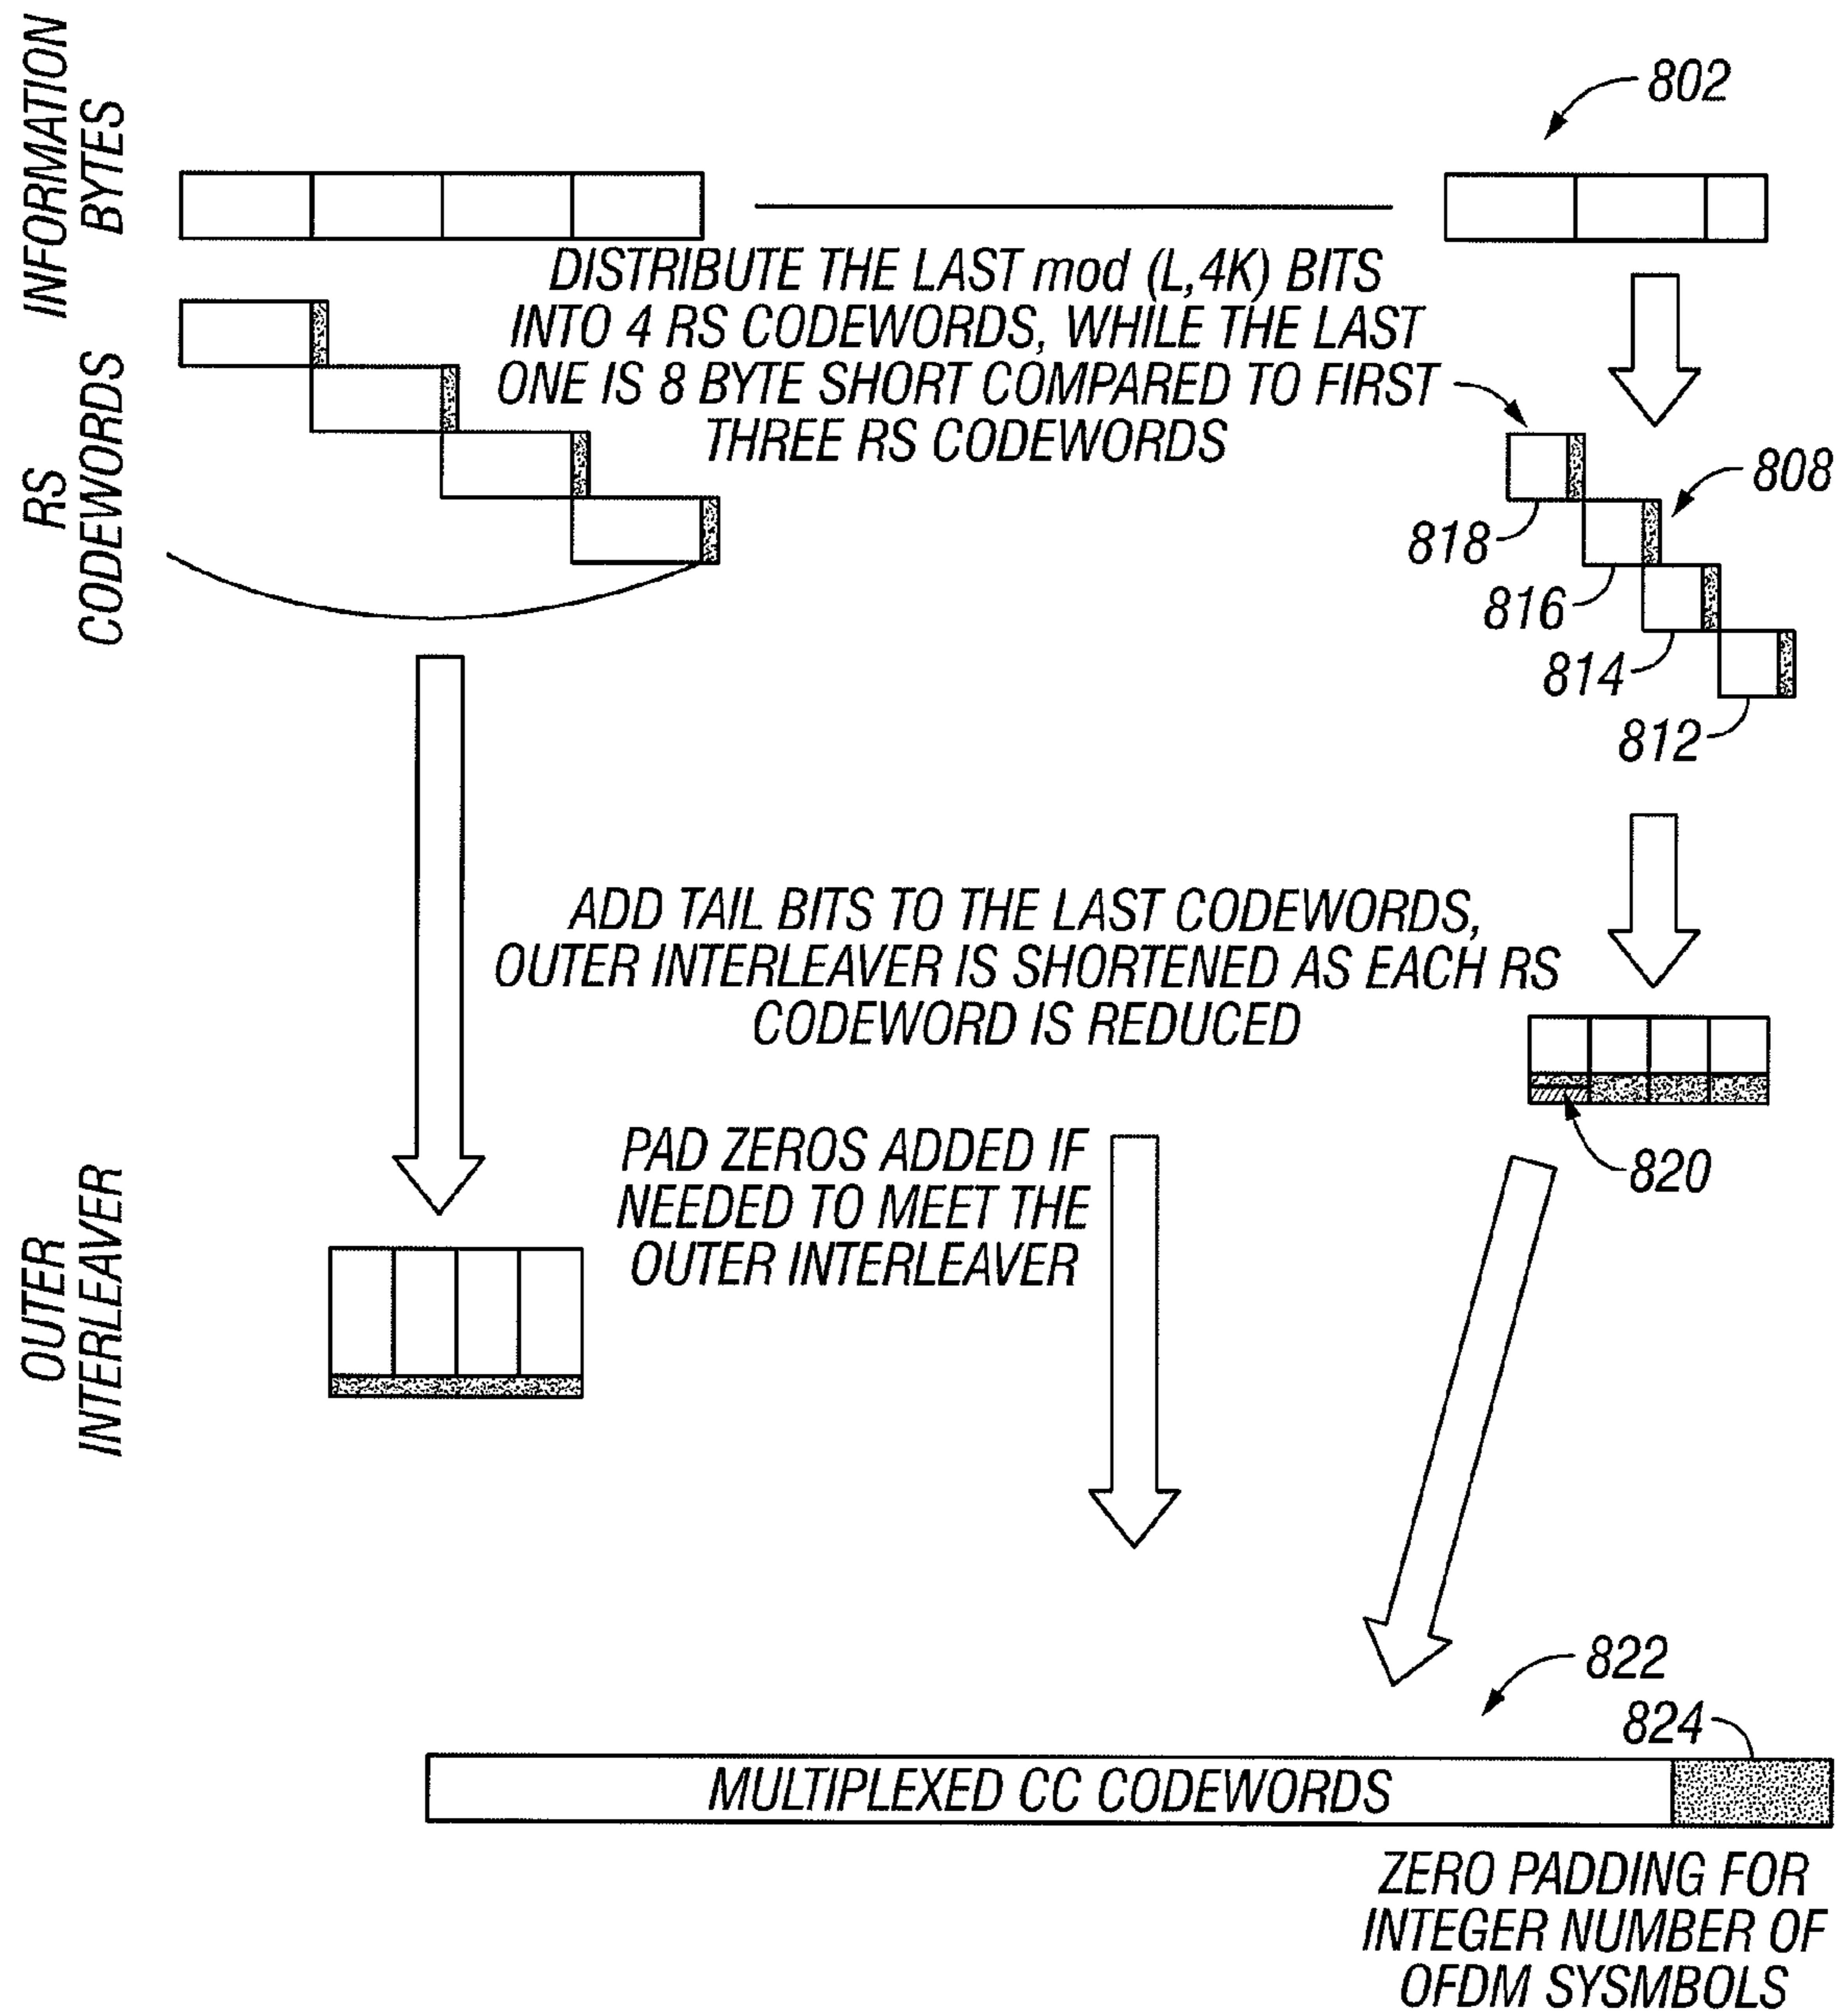 802
INFORMATION
BYTES
DISTRIBUTE THE LAST mod (L,4K) BITS
INTO 4 RS CODEWORDS, WHILE THE LAST
ONE IS 8 BYTE SHORT COMPARED TO FIRST
THREE RS CODEWORDS
RS
CODEWORDS
808
818
816
814
812
ADD TAIL BITS TO THE LAST CODEWORDS,
OUTER INTERLEAVER IS SHORTENED AS EACH RS
CODEWORD IS REDUCED
820
PAD ZEROS ADDED IF
NEEDED TO MEET THE
OUTER INTERLEAVER
OUTER
INTERLEAVER
822
824
MULTIPLEXED CC CODEWORDS
ZERO PADDING FOR
INTEGER NUMBER OF
OFDM SYSMBOLS